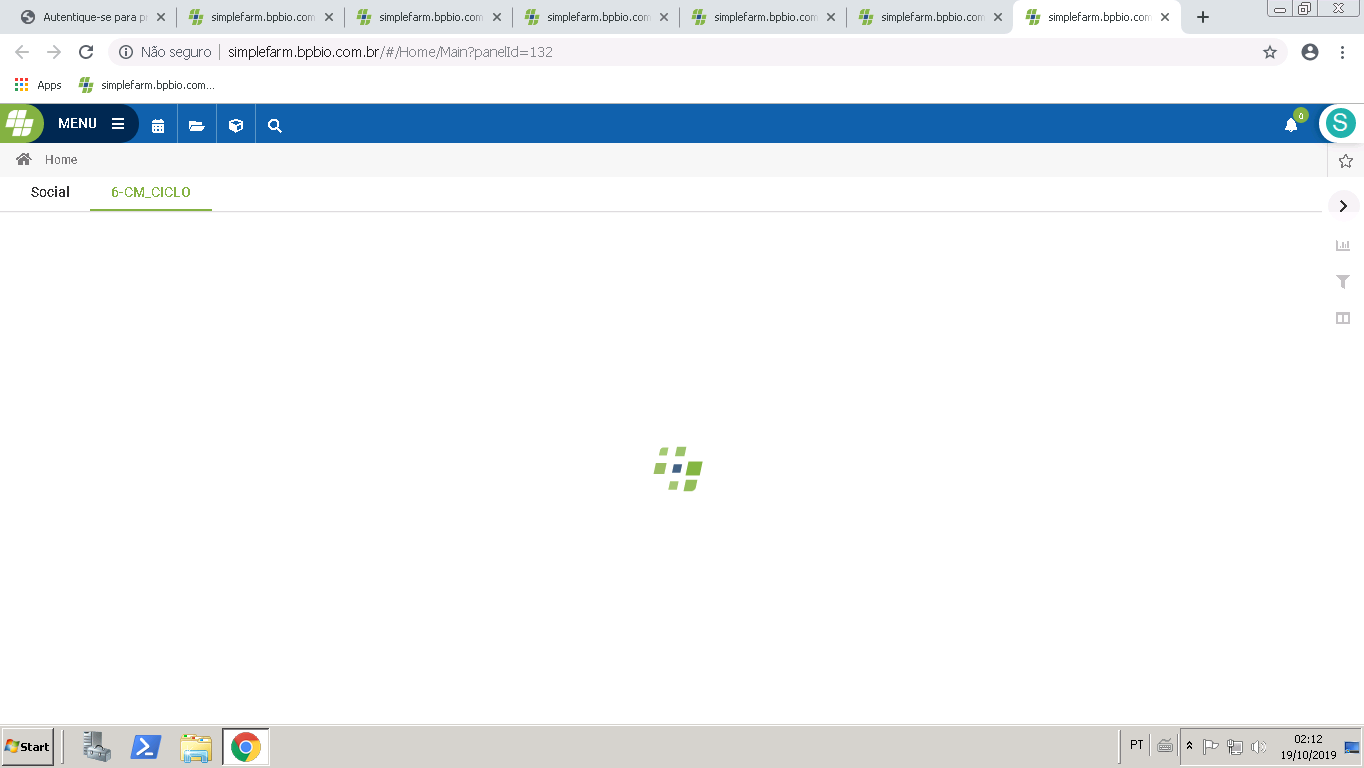 Autentique-se para p
simplefarm.bpbio.com
simplefarm.bpbio.com
simplefarm.bpbio.com
simplefarm.bpbio.com
simplefarm.bpbio.com
simplefarm.bpbio.com
Não seguro | simplefarm.bpbio.com.br/#/Home/Main?panelId=132
Apps simplefarm.bpbio.com...
MENU
0
S
Home
Social 6-CM_CICLO
Start
PT
02:12
19/10/2019